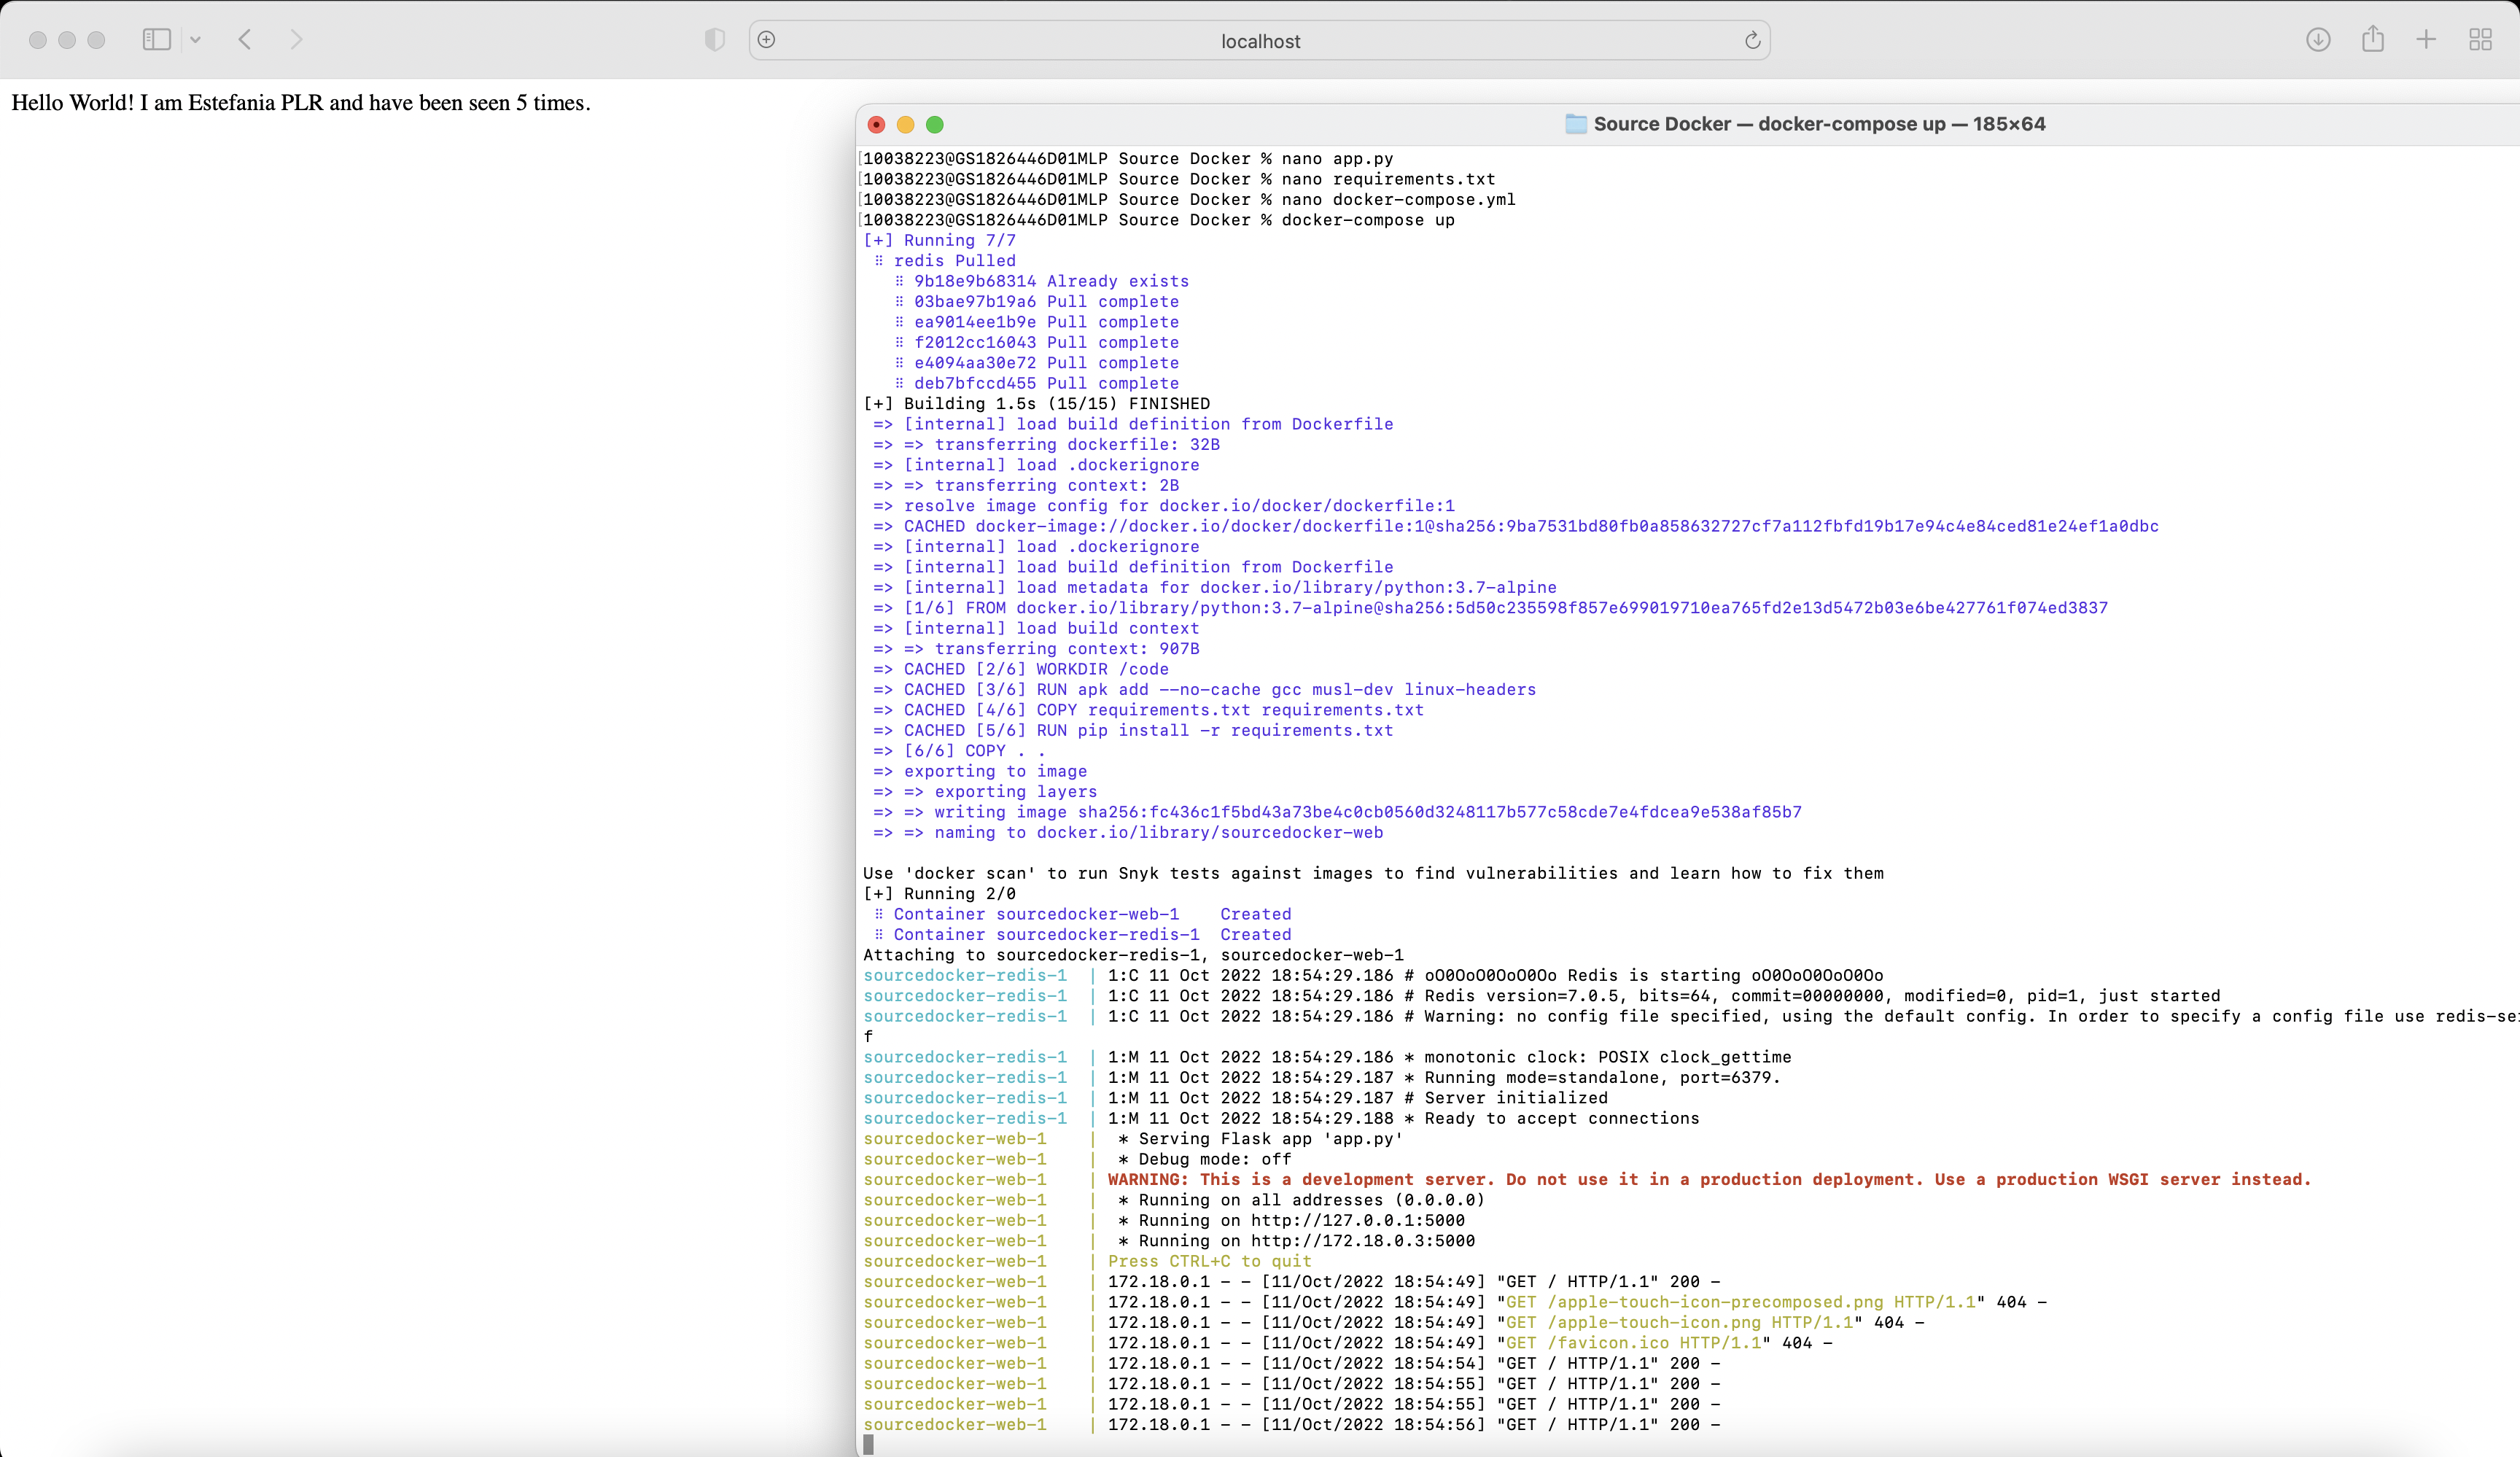 localhost
Hello World! I am Estefania PLR and have been seen 5 times.
Source Docker — docker-compose up — 185×64
[10038223@GS1826446D01MLP Source Docker % nano app.py
[10038223@GS1826446D01MLP Source Docker % nano requirements.txt
[10038223@GS1826446D01MLP Source Docker % nano docker-compose.yml
[10038223@GS1826446D01MLP Source Docker % docker-compose up
[+] Running 7/7
⠿ redis Pulled
⠿ 9b18e9b68314 Already exists
⠿ 03bae97b19a6 Pull complete
⠿ ea9014ee1b9e Pull complete
⠿ f2012cc16043 Pull complete
⠿ e4094aa30e72 Pull complete
⠿ deb7bfccd455 Pull complete
[+] Building 1.5s (15/15) FINISHED
=> [internal] load build definition from Dockerfile
=> => transferring dockerfile: 32B
=> [internal] load .dockerignore
=> => transferring context: 2B
=> resolve image config for docker.io/docker/dockerfile:1
=> CACHED docker-image://docker.io/docker/dockerfile:1@sha256:9ba7531bd80fb0a858632727cf7a112fbfd19b17e94c4e84ced81e24ef1a0dbc
=> [internal] load .dockerignore
=> [internal] load build definition from Dockerfile
=> [internal] load metadata for docker.io/library/python:3.7-alpine
=> [1/6] FROM docker.io/library/python:3.7-alpine@sha256:5d50c235598f857e699019710ea765fd2e13d5472b03e6be427761f074ed3837
=> [internal] load build context
=> => transferring context: 907B
=> CACHED [2/6] WORKDIR /code
=> CACHED [3/6] RUN apk add --no-cache gcc musl-dev linux-headers
=> CACHED [4/6] COPY requirements.txt requirements.txt
=> CACHED [5/6] RUN pip install -r requirements.txt
=> [6/6] COPY . .
=> exporting to image
=> => exporting layers
=> => writing image sha256:fc436c1f5bd43a73be4c0cb0560d3248117b577c58cde7e4fdcea9e538af85b7
=> => naming to docker.io/library/sourcedocker-web
Use 'docker scan' to run Snyk tests against images to find vulnerabilities and learn how to fix them
[+] Running 2/0
⠿ Container sourcedocker-web-1 Created
⠿ Container sourcedocker-redis-1 Created
Attaching to sourcedocker-redis-1, sourcedocker-web-1
sourcedocker-redis-1 | 1:C 11 Oct 2022 18:54:29.186 # oO0OoO0OoO0Oo Redis is starting oO0OoO0OoO0Oo
sourcedocker-redis-1 | 1:C 11 Oct 2022 18:54:29.186 # Redis version=7.0.5, bits=64, commit=00000000, modified=0, pid=1, just started
sourcedocker-redis-1 | 1:C 11 Oct 2022 18:54:29.186 # Warning: no config file specified, using the default config. In order to specify a config file use redis-se
f
sourcedocker-redis-1 | 1:M 11 Oct 2022 18:54:29.186 * monotonic clock: POSIX clock_gettime
sourcedocker-redis-1 | 1:M 11 Oct 2022 18:54:29.187 * Running mode=standalone, port=6379.
sourcedocker-redis-1 | 1:M 11 Oct 2022 18:54:29.187 # Server initialized
sourcedocker-redis-1 | 1:M 11 Oct 2022 18:54:29.188 * Ready to accept connections
sourcedocker-web-1 | * Serving Flask app 'app.py'
sourcedocker-web-1 | * Debug mode: off
sourcedocker-web-1 | WARNING: This is a development server. Do not use it in a production deployment. Use a production WSGI server instead.
sourcedocker-web-1 | * Running on all addresses (0.0.0.0)
sourcedocker-web-1 | * Running on http://127.0.0.1:5000
sourcedocker-web-1 | * Running on http://172.18.0.3:5000
sourcedocker-web-1 | Press CTRL+C to quit
sourcedocker-web-1 | 172.18.0.1 - - [11/Oct/2022 18:54:49] "GET / HTTP/1.1" 200 -
sourcedocker-web-1 | 172.18.0.1 - - [11/Oct/2022 18:54:49] "GET /apple-touch-icon-precomposed.png HTTP/1.1" 404 -
sourcedocker-web-1 | 172.18.0.1 - - [11/Oct/2022 18:54:49] "GET /apple-touch-icon.png HTTP/1.1" 404 -
sourcedocker-web-1 | 172.18.0.1 - - [11/Oct/2022 18:54:49] "GET /favicon.ico HTTP/1.1" 404 -
sourcedocker-web-1 | 172.18.0.1 - - [11/Oct/2022 18:54:54] "GET / HTTP/1.1" 200 -
sourcedocker-web-1 | 172.18.0.1 - - [11/Oct/2022 18:54:55] "GET / HTTP/1.1" 200 -
sourcedocker-web-1 | 172.18.0.1 - - [11/Oct/2022 18:54:55] "GET / HTTP/1.1" 200 -
sourcedocker-web-1 | 172.18.0.1 - - [11/Oct/2022 18:54:56] "GET / HTTP/1.1" 200 -